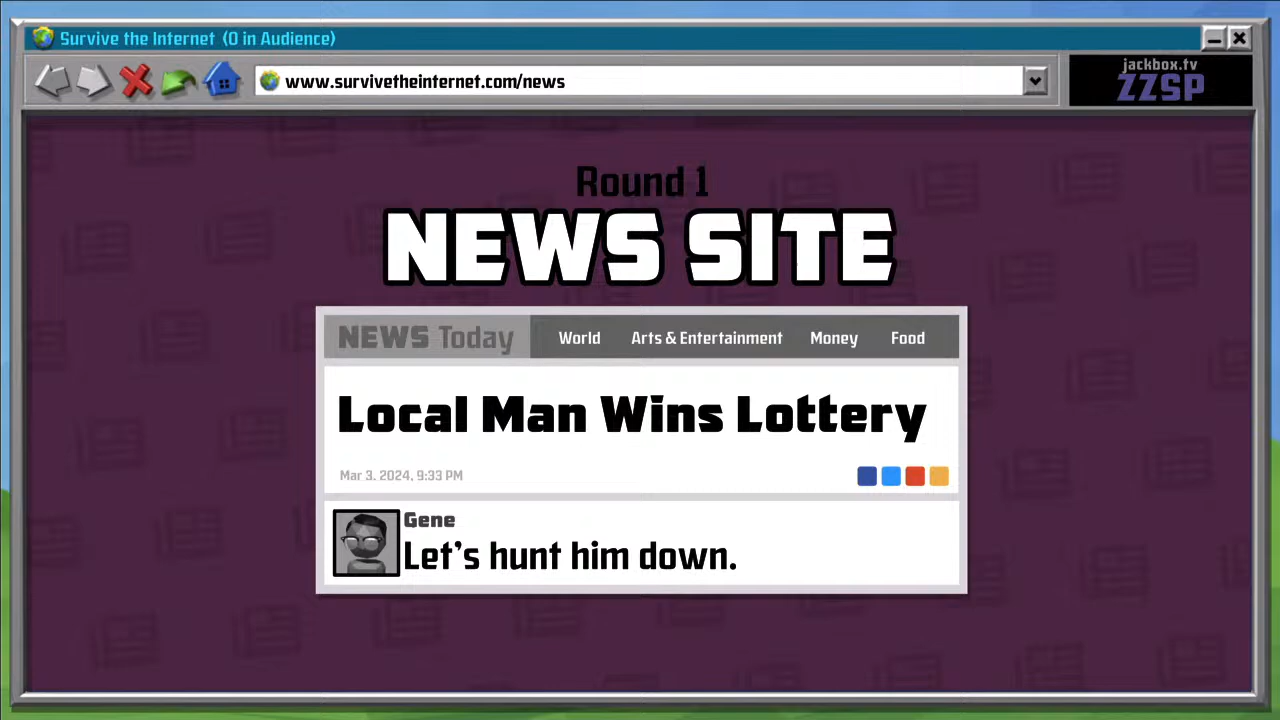 Survive the Internet (0 in Audience)
www.survivetheinternet.com/news
jackbox.tv
ZZSP
Round 1
NEWS SITE
NEWS Today World Arts & Entertainment Money Food
Local Man Wins Lottery
Mar 3, 2024, 9:33 PM
Gene
Let's hunt him down.